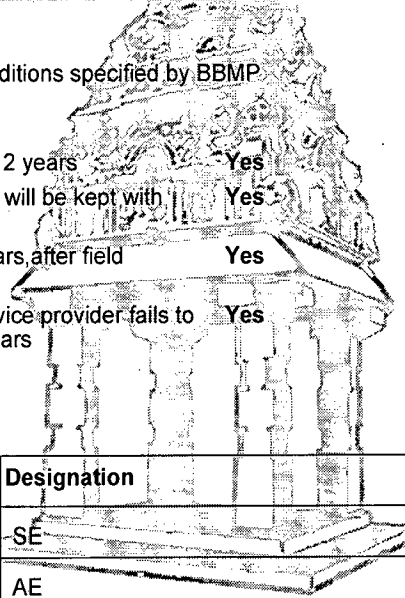 ditions specified by BBMP
2 years Yes
will be kept with Yes
ars,after field Yes
vice provider fails to Yes
ars
Designation
SE
AE